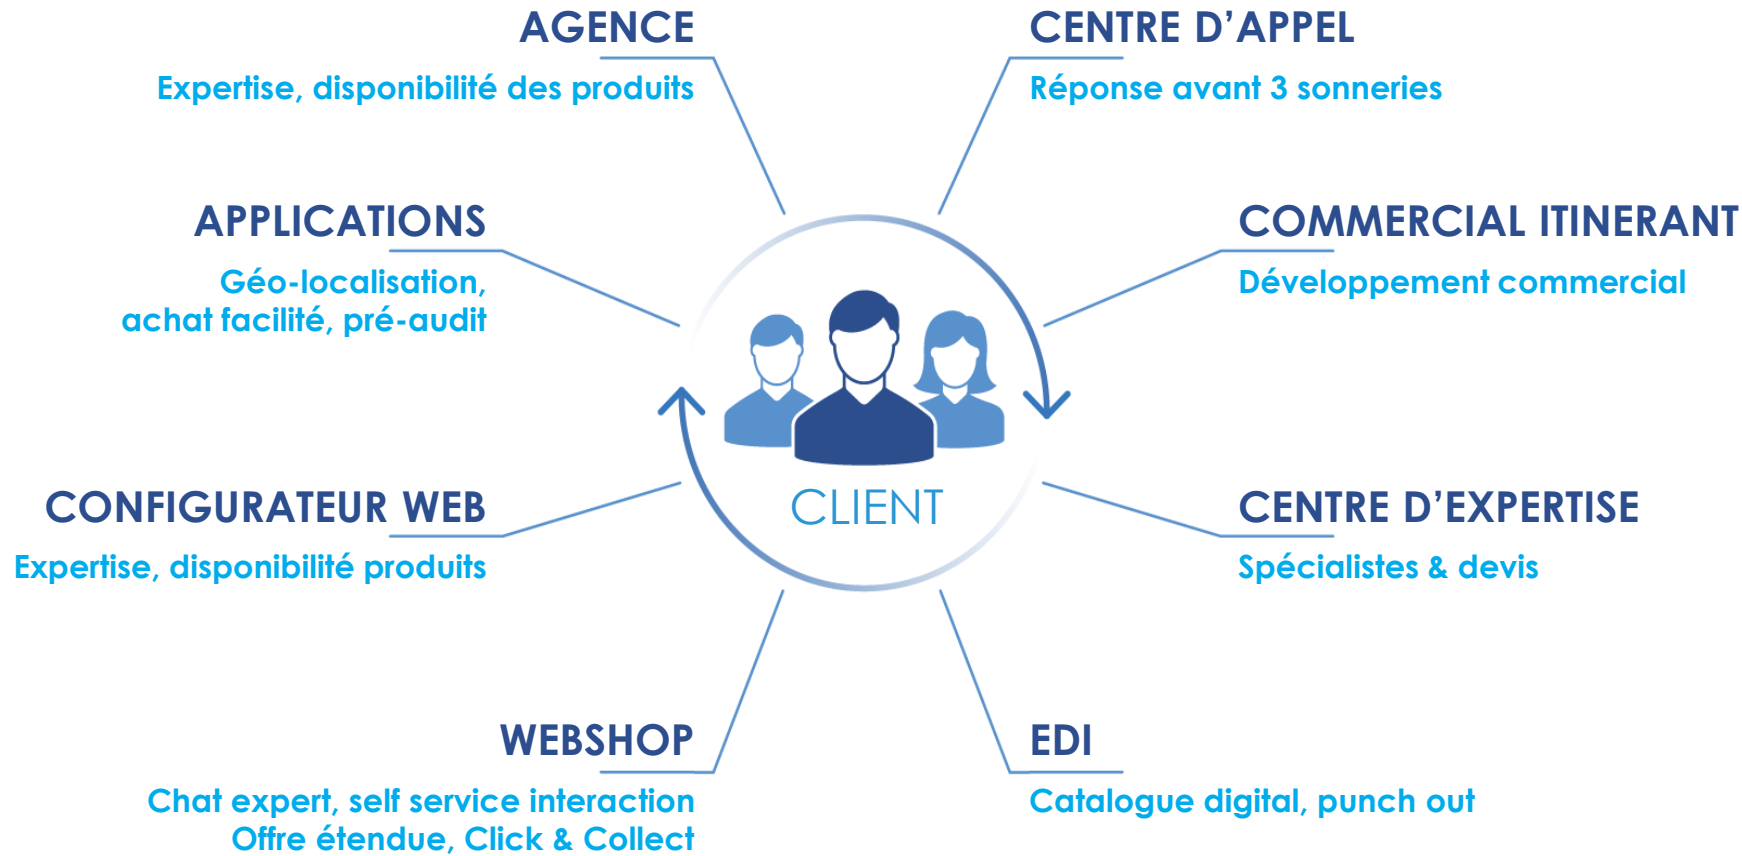 AGENCE
Expertise, disponibilité des produits
CENTRE D’APPEL
Réponse avant 3 sonneries
APPLICATIONS
Géo-localisation,
achat facilité, pré-audit
COMMERCIAL ITINERANT
Développement commercial
CLIENT
CONFIGURATEUR WEB
Expertise, disponibilité produits
CENTRE D’EXPERTISE
Spécialistes & devis
WEBSHOP
Chat expert, self service interaction
Offre étendue, Click & Collect
EDI
Catalogue digital, punch out